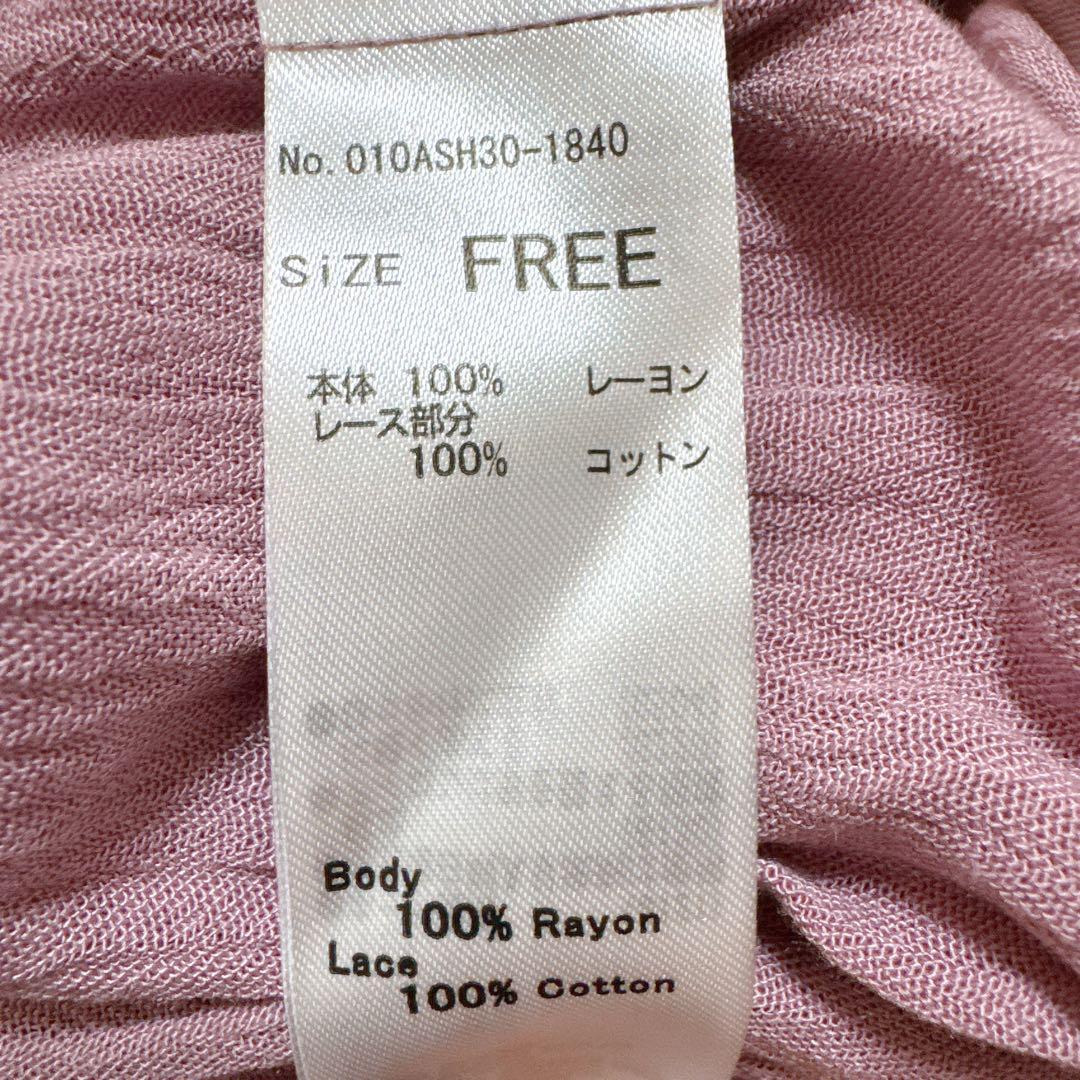 No. 010ASH30-1840
SiZE FREE
本体 100% レーヨン
レース部分
100% コットン
Body
100% Rayon
Lace
100% Cotton